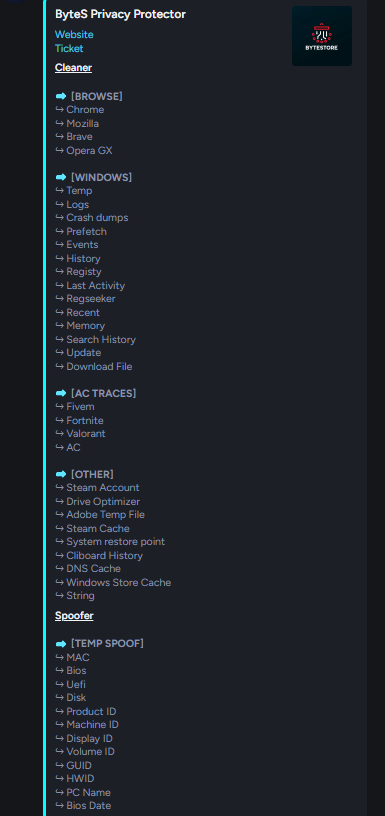 ByteS Privacy Protector
Website
Ticket
BYTESTORE
Cleaner
➡ [BROWSE]
↪ Chrome
↪ Mozilla
↪ Brave
↪ Opera GX
➡ [WINDOWS]
↪ Temp
↪ Logs
↪ Crash dumps
↪ Prefetch
↪ Events
↪ History
↪ Registy
↪ Last Activity
↪ Regseeker
↪ Recent
↪ Memory
↪ Search History
↪ Update
↪ Download File
➡ [AC TRACES]
↪ Fivem
↪ Fortnite
↪ Valorant
↪ AC
➡ [OTHER]
↪ Steam Account
↪ Drive Optimizer
↪ Adobe Temp File
↪ Steam Cache
↪ System restore point
↪ Cliboard History
↪ DNS Cache
↪ Windows Store Cache
↪ String
Spoofer
➡ [TEMP SPOOF]
↪ MAC
↪ Bios
↪ Uefi
↪ Disk
↪ Product ID
↪ Machine ID
↪ Display ID
↪ Volume ID
↪ GUID
↪ HWID
↪ PC Name
↪ Bios Date